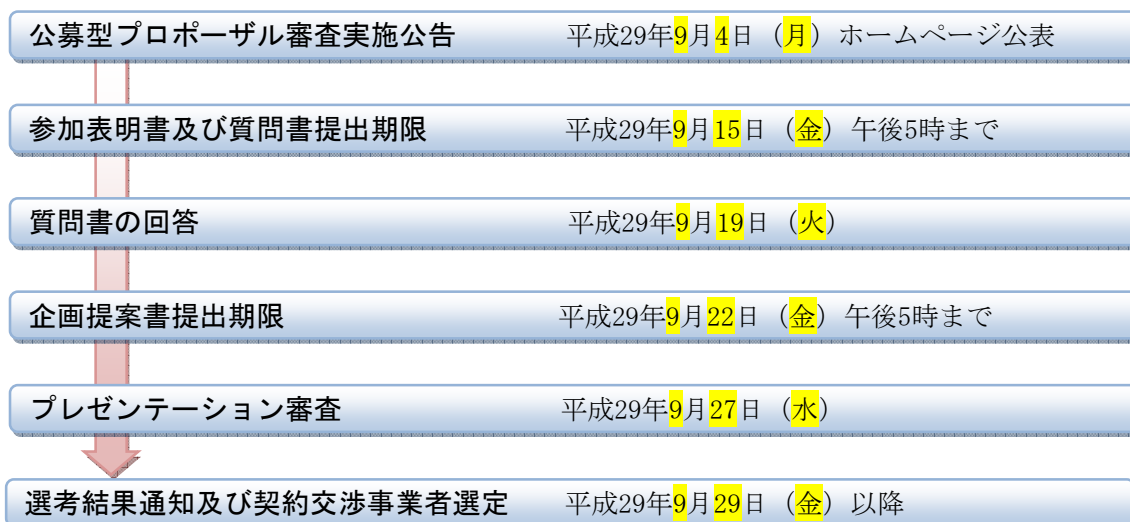 公募型プロポーザル審査実施公告 平成29年9月4日（月）ホームページ公表
参加表明書及び質問書提出期限 平成29年9月15日（金）午後5時まで
質問書の回答 平成29年9月19日（火）
企画提案書提出期限 平成29年9月22日（金）午後5時まで
プレゼンテーション審査 平成29年9月27日（水）
選考結果通知及び契約交渉事業者選定 平成29年9月29日（金）以降